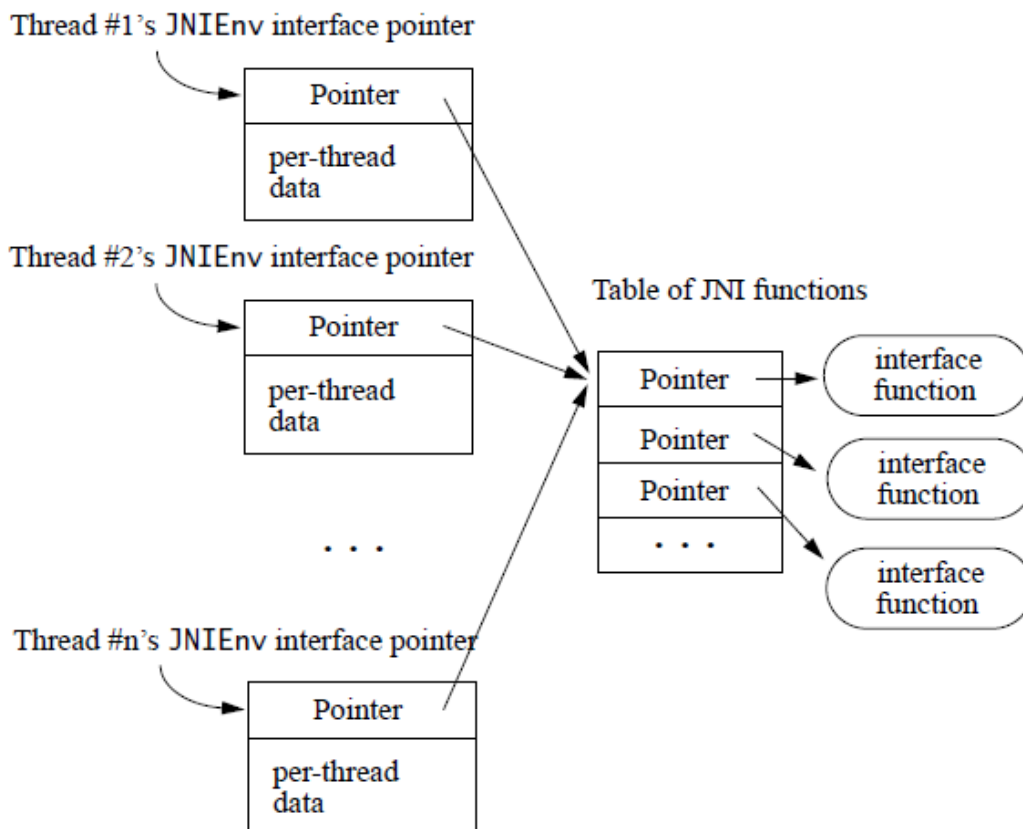 Thread #1’s JNIEnv interface pointer
Pointer
per-thread
data
Thread #2’s JNIEnv interface pointer
Pointer
per-thread
data
. . .
Thread #n’s JNIEnv interface pointer
Pointer
per-thread
data
Table of JNI functions
Pointer
Pointer
Pointer
. . .
interface
function
interface
function
interface
function